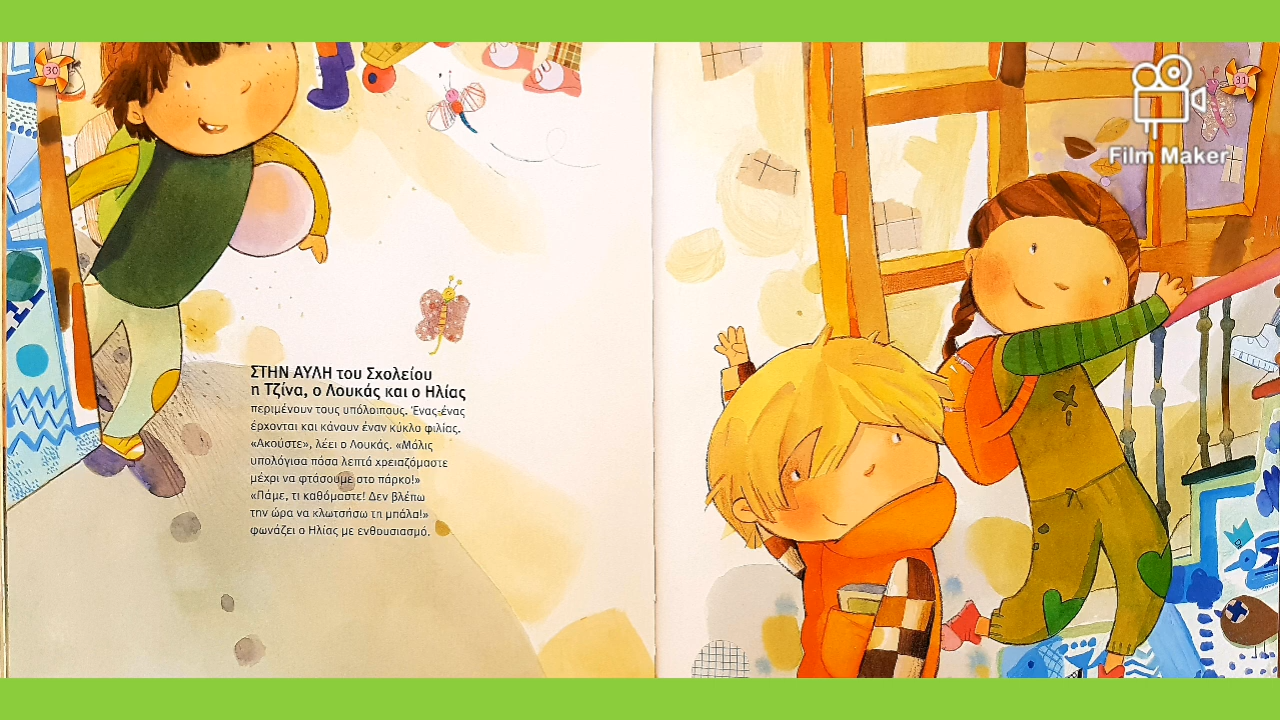 30
31
Film Maker
ΣΤΗΝ ΑΥΛΗ του Σχολείου
η Τζίνα, ο Λουκάς και ο Ηλίας
περιμένουν τους υπόλοιπους. Ένας-ένας
έρχονται και κάνουν έναν κύκλο φιλίας.
«Ακούστε», λέει ο Λουκάς. «Μόλις
υπολόγισα πόσα λεπτά χρειαζόμαστε
μέχρι να φτάσουμε στο πάρκο!»
«Πάμε, τι καθόμαστε! Δεν βλέπω
την ώρα να κλωτσήσω τη μπάλα!»
φωνάζει ο Ηλίας με ενθουσιασμό.